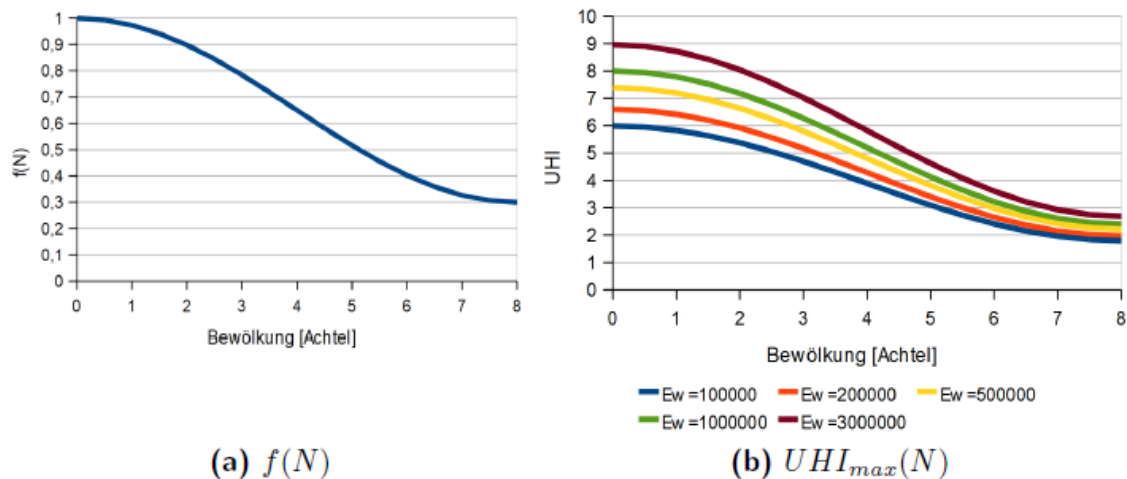 1
0,9
0,8
0,7
0,6
0,5
0,4
0,3
0,2
0,1
0
f(N)
0 1 2 3 4 5 6 7 8
Bewölkung [Achtel]
(a) f(N)
10
9
8
7
6
5
4
3
2
1
0
UHI
0 1 2 3 4 5 6 7 8
Bewölkung [Achtel]
Ew =100000 Ew =200000 Ew =500000
Ew =1000000 Ew =3000000
(b) UHI_max(N)